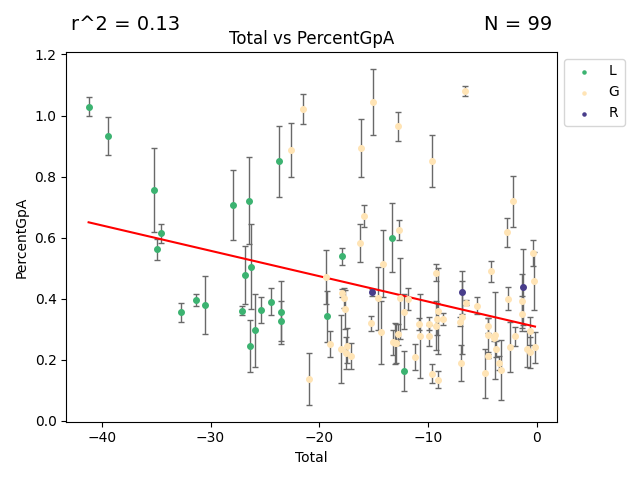 r^2 = 0.13
N = 99
Total vs PercentGpA
L
G
R
1.2
1.0
0.8
0.6
0.4
0.2
0.0
PercentGpA
−40
−30
−20
−10
0
Total